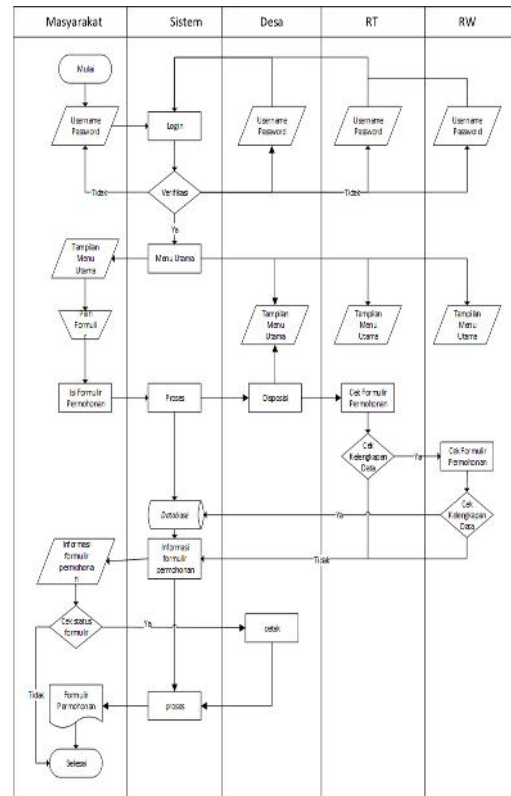 Masyarakat
Sistem
Desa
RT
RW
Mulai
Username
Password
Login
Username
Password
Username
Password
Username
Password
Tidak
Verifikasi
Tidak
Ya
Tampilan
Menu
Utama
Menu Utama
Pilih
Formuli
r
Tampilan
Menu
Utama
Tampilan
Menu
Utama
Tampilan
Menu
Utama
Isi Formulir
Permohonan
Proses
Disposisi
Cek Formulir
Permohonan
Cek
Kelengkapan
Data
Ya
Cek Formulir
Permohonan
Database
Ya
Cek
Kelengkapan
Data
Informasi
formulir
permohona
n
Informasi
formulir
permohonan
Tidak
Cek status
formulir
Ya
cetak
Tidak
Formulir
Permohonan
proses
Selesai